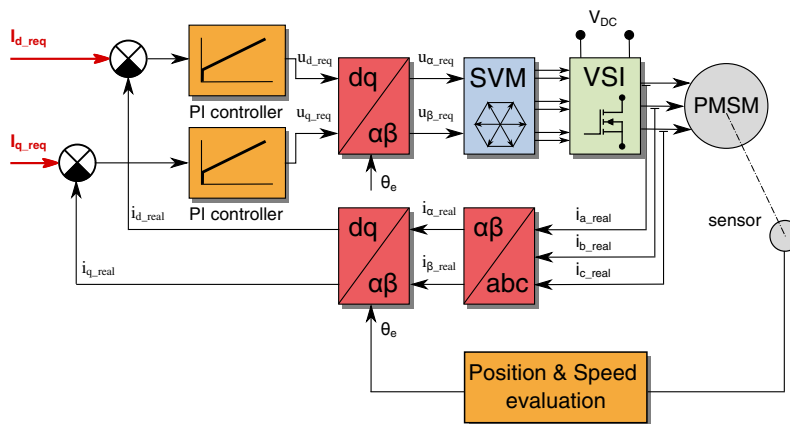 V_DC
I_d_req
u_d_req
dq
αβ
u_α_req
SVM
VSI
PMSM
PI controller
u_q_req
u_β_req
I_q_req
θ_e
PI controller
i_d_real
dq
αβ
i_α_real
αβ
abc
i_a_real
sensor
i_b_real
i_q_real
i_β_real
i_c_real
θ_e
Position & Speed
evaluation